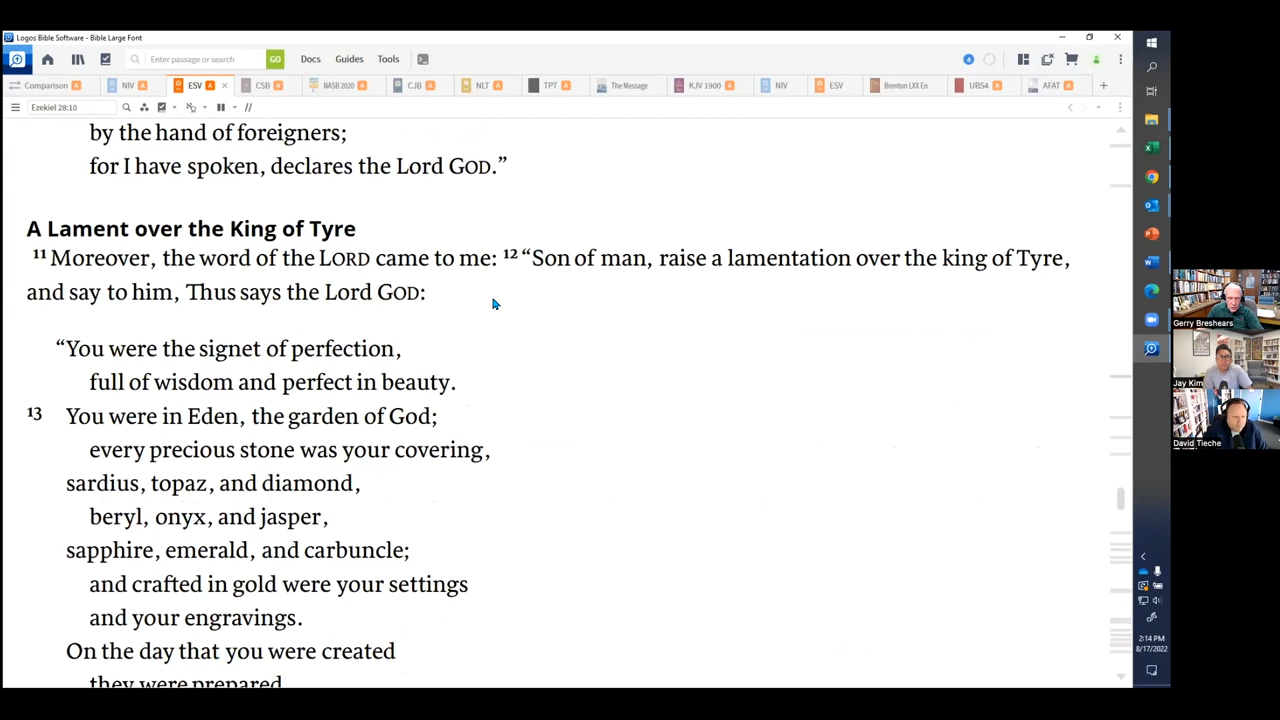 Logos Bible Software - Bible Large Font
Enter passage or search GO Docs Guides Tools
4
Comparison A NIV A ESV A CSB A NASB 2020 A CJB A NLT A TPT A The Message KJV 1900 A NIV ESV A Brenton LXX En UBS4 A AFAT A
Ezekiel 28:10
by the hand of foreigners;
for I have spoken, declares the Lord GOD.”
A Lament over the King of Tyre
11 Moreover, the word of the LORD came to me: 12 “Son of man, raise a lamentation over the king of Tyre,
and say to him, Thus says the Lord GOD:
“You were the signet of perfection,
full of wisdom and perfect in beauty.
13 You were in Eden, the garden of God;
every precious stone was your covering,
sardius, topaz, and diamond,
beryl, onyx, and jasper,
sapphire, emerald, and carbuncle;
and crafted in gold were your settings
and your engravings.
On the day that you were created
they were prepared
Gerry Breshears
Jay Kim
David Tieche
2:14 PM
8/17/2022